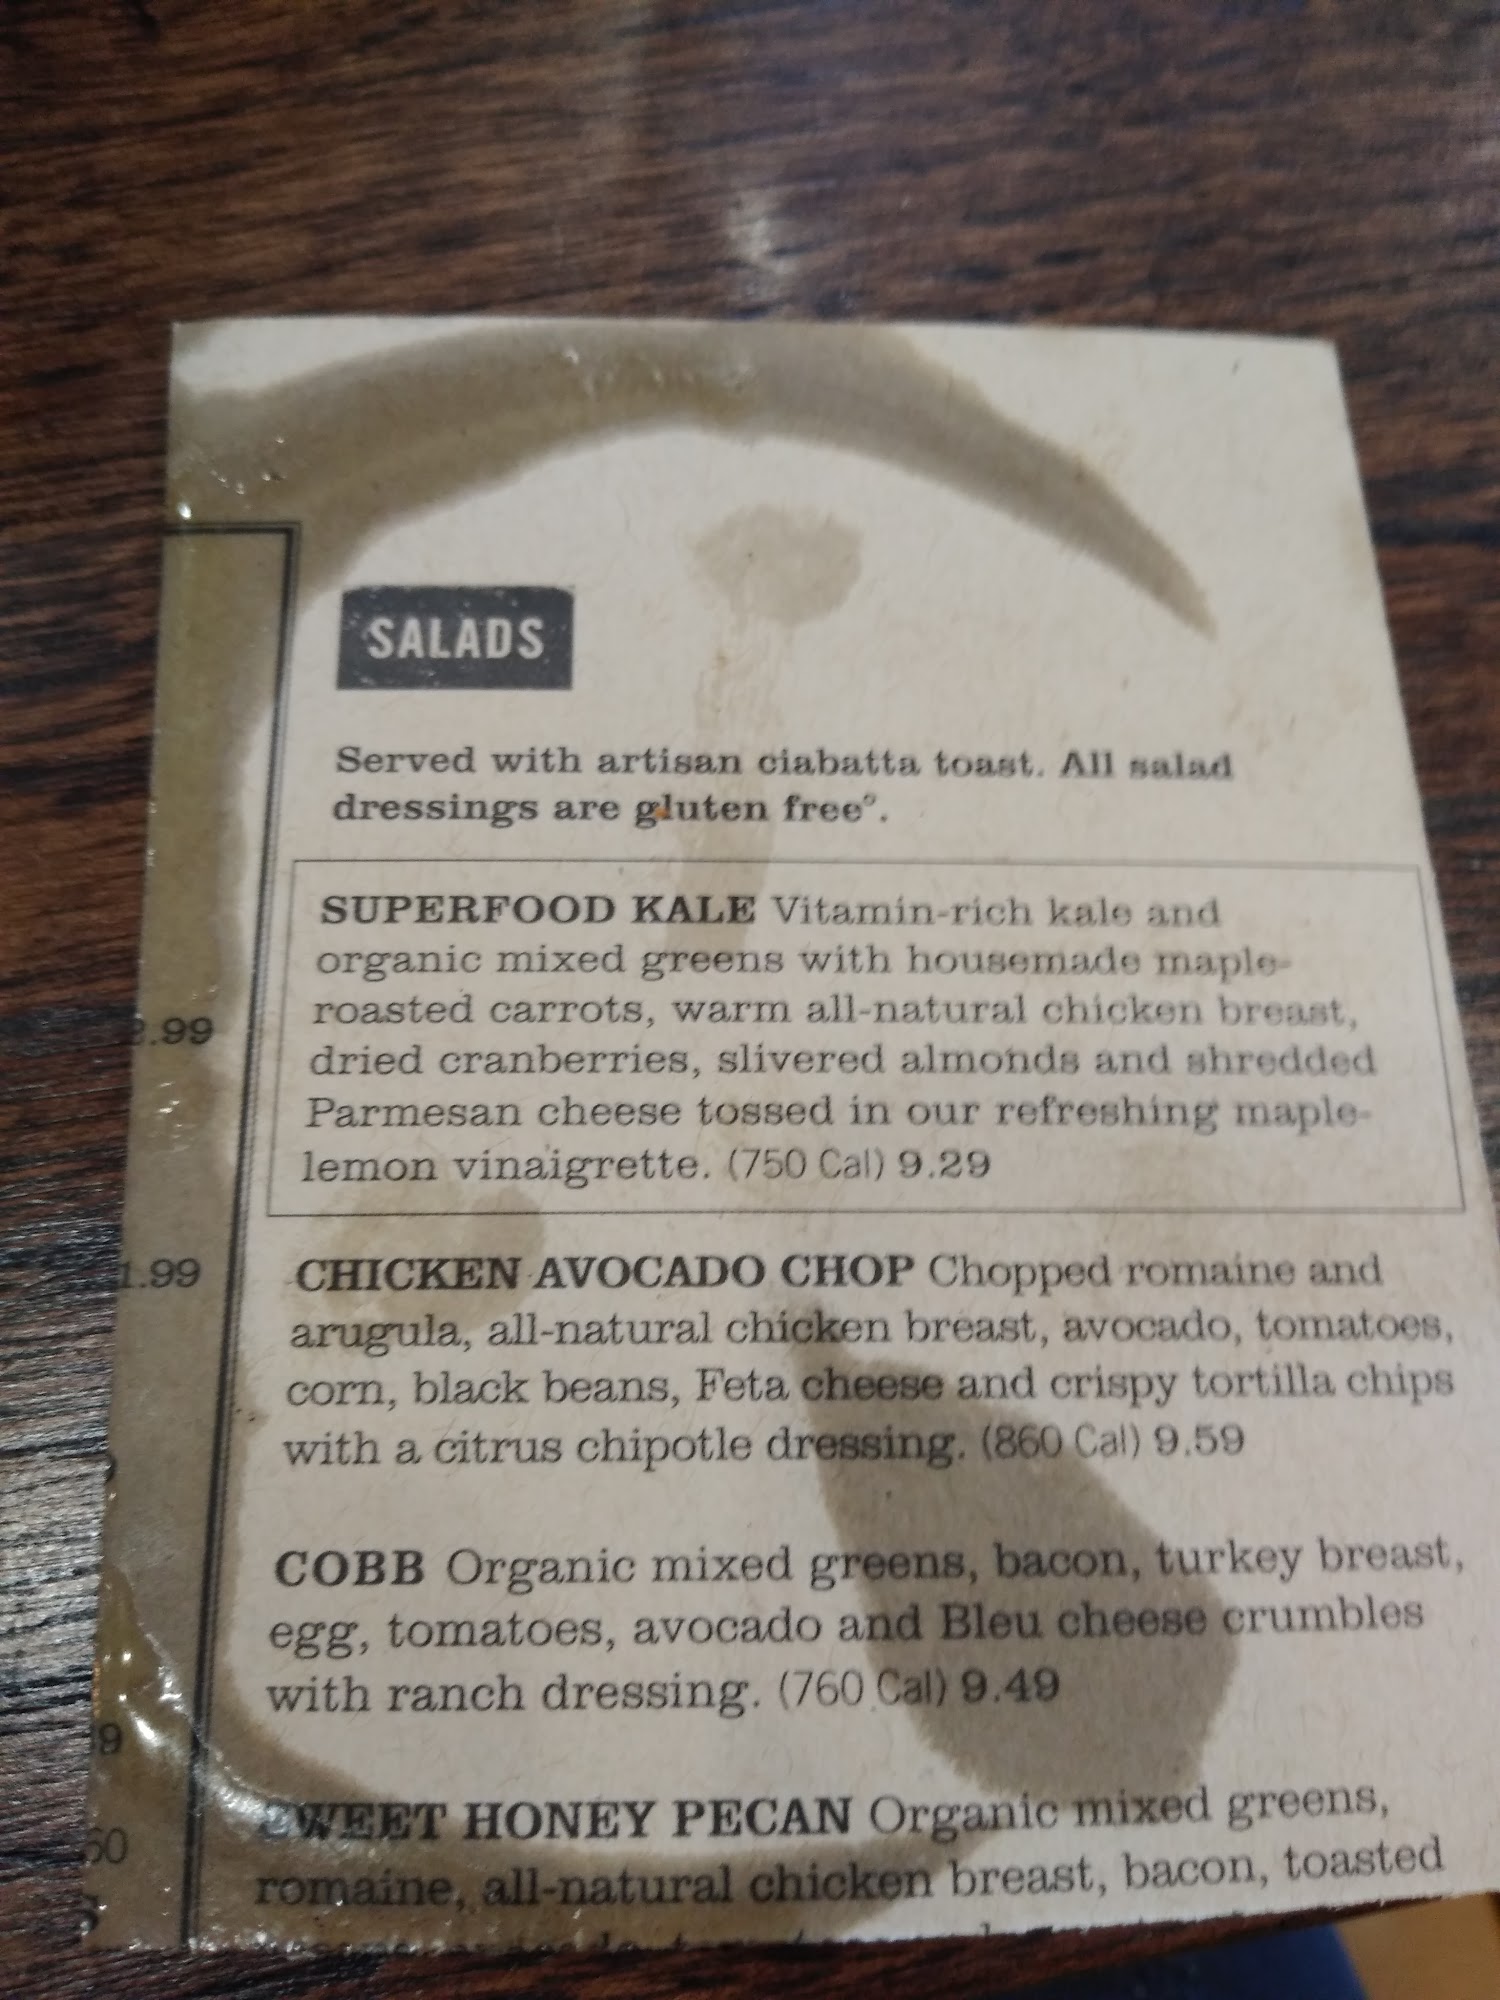 SALADS
Served with artisan ciabatta toast. All salad
dressings are gluten free°.
SUPERFOOD KALE Vitamin-rich kale and
organic mixed greens with housemade maple-
roasted carrots, warm all-natural chicken breast,
dried cranberries, slivered almonds and shredded
Parmesan cheese tossed in our refreshing maple-
lemon vinaigrette. (750 Cal) 9.29
CHICKEN AVOCADO CHOP Chopped romaine and
arugula, all-natural chicken breast, avocado, tomatoes,
corn, black beans, Feta cheese and crispy tortilla chips
with a citrus chipotle dressing. (860 Cal) 9.59
COBB Organic mixed greens, bacon, turkey breast,
egg, tomatoes, avocado and Bleu cheese crumbles
with ranch dressing. (760 Cal) 9.49
SWEET HONEY PECAN Organic mixed greens,
romaine, all-natural chicken breast, bacon, toasted